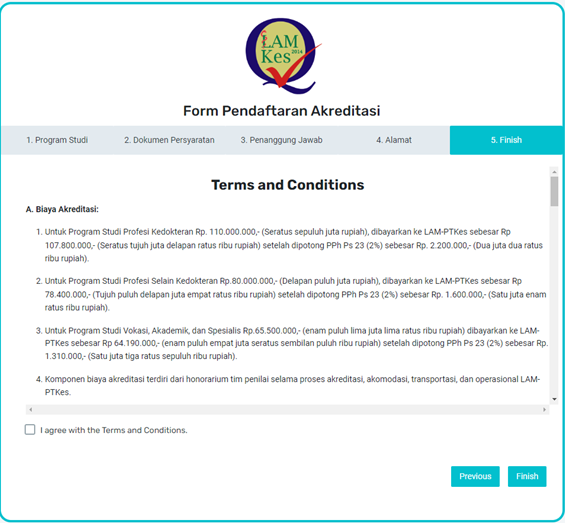 LAM
Kes 2014
Form Pendaftaran Akreditasi
1. Program Studi 2. Dokumen Persyaratan 3. Penanggung Jawab 4. Alamat 5. Finish
Terms and Conditions
A. Biaya Akreditasi:
1. Untuk Program Studi Profesi Kedokteran Rp. 110.000.000,- (Seratus sepuluh juta rupiah), dibayarkan ke LAM-PTKes sebesar Rp
107.800.000,- (Seratus tujuh juta delapan ratus ribu rupiah) setelah dipotong PPh Ps 23 (2%) sebesar Rp. 2.200.000,- (Dua juta dua ratus
ribu rupiah).
2. Untuk Program Studi Profesi Selain Kedokteran Rp.80.000.000,- (Delapan puluh juta rupiah), dibayarkan ke LAM-PTKes sebesar Rp
78.400.000,- (Tujuh puluh delapan juta empat ratus ribu rupiah) setelah dipotong PPh Ps 23 (2%) sebesar Rp. 1.600.000,- (Satu juta enam
ratus ribu rupiah).
3. Untuk Program Studi Vokasi, Akademik, dan Spesialis Rp.65.500.000,- (enam puluh lima juta lima ratus ribu rupiah) dibayarkan ke LAM-
PTKes sebesar Rp 64.190.000,- (enam puluh empat juta seratus sembilan puluh ribu rupiah) setelah dipotong PPh Ps 23 (2%) sebesar Rp.
1.310.000,- (Satu juta tiga ratus sepuluh ribu rupiah).
4. Komponen biaya akreditasi terdiri dari honorarium tim penilai selama proses akreditasi, akomodasi, transportasi, dan operasional LAM-
PTKes.
I agree with the Terms and Conditions.
Previous Finish